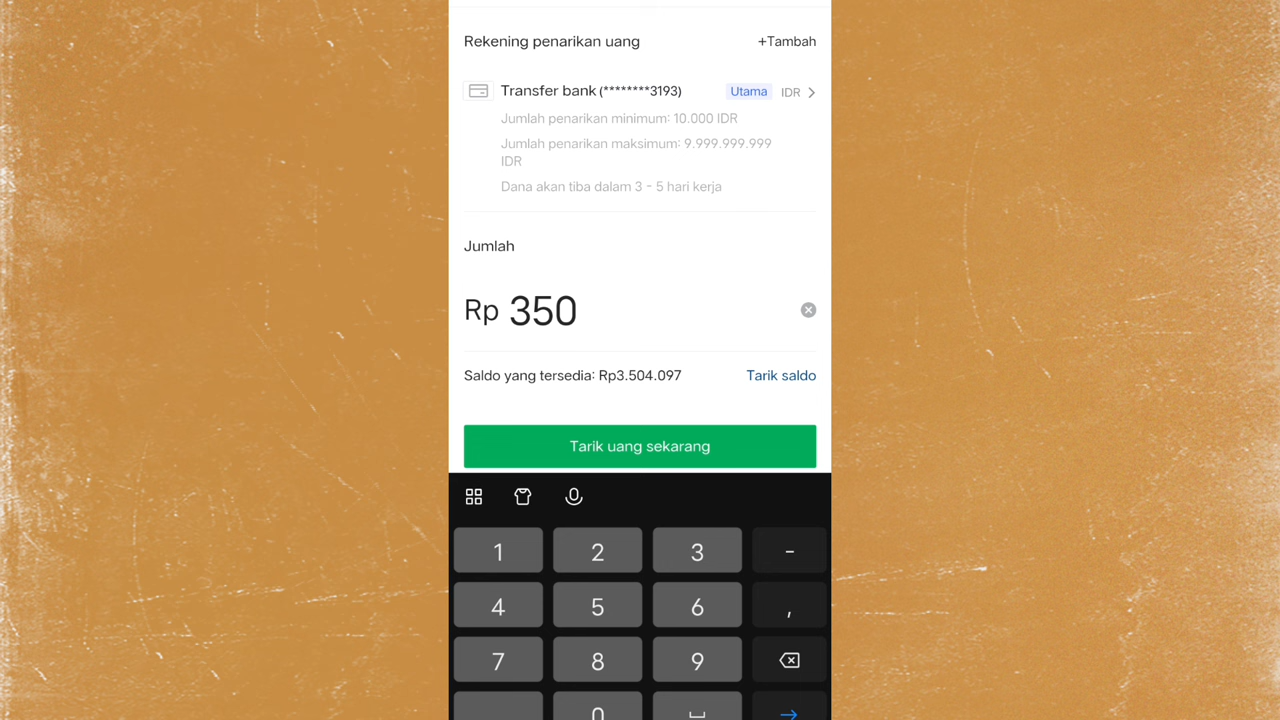 Rekening penarikan uang +Tambah
Transfer bank (********3193) Utama IDR
Jumlah penarikan minimum: 10.000 IDR
Jumlah penarikan maksimum: 9.999.999.999
IDR
Dana akan tiba dalam 3 - 5 hari kerja
Jumlah
Rp 350
Saldo yang tersedia: Rp3.504.097 Tarik saldo
Tarik uang sekarang
1 2 3 -
4 5 6 ,
7 8 9
0